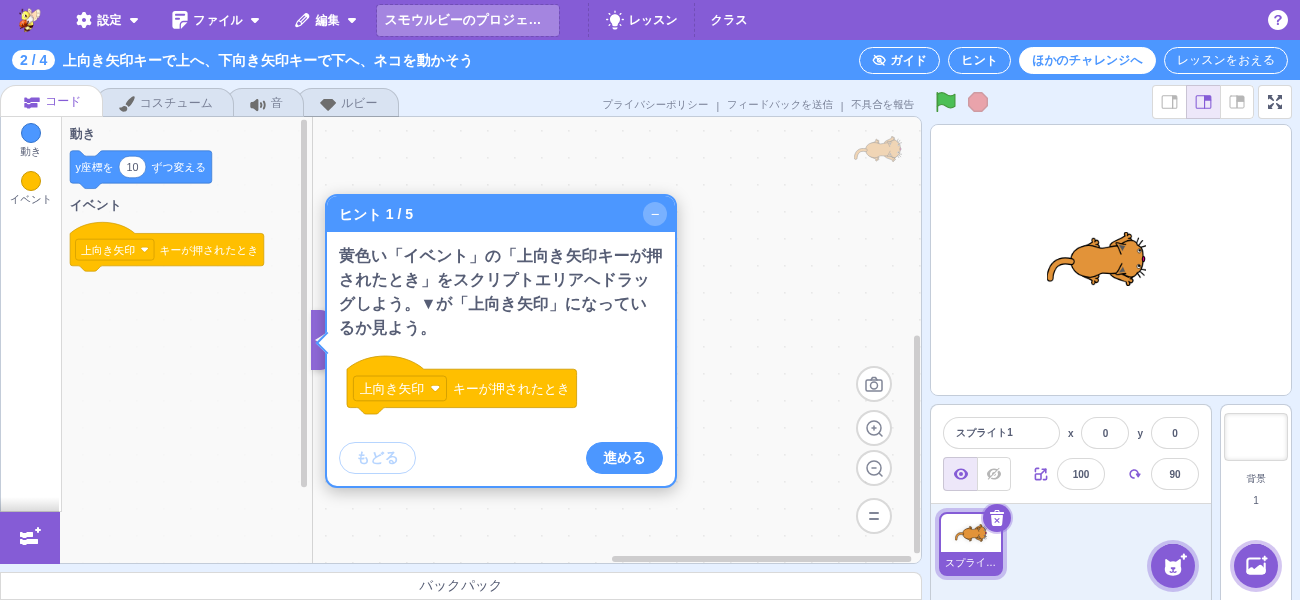 設定
ファイル
編集
スモウルビーのプロジェ…
レッスン
クラス
?
2 / 4
上向き矢印キーで上へ、下向き矢印キーで下へ、ネコを動かそう
ガイド
ヒント
ほかのチャレンジへ
レッスンをおえる
コード
コスチューム
音
ルビー
プライバシーポリシー | フィードバックを送信 | 不具合を報告
動き
イベント
動き
y座標を 10 ずつ変える
イベント
上向き矢印 キーが押されたとき
ヒント 1 / 5
黄色い「イベント」の「上向き矢印キーが押
されたとき」をスクリプトエリアへドラッ
グしよう。▼が「上向き矢印」になってい
るか見よう。
上向き矢印 キーが押されたとき
もどる
進める
スプライト1
x
0
y
0
100
90
スプライ…
背景
1
バックパック